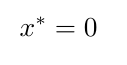 x* = 0